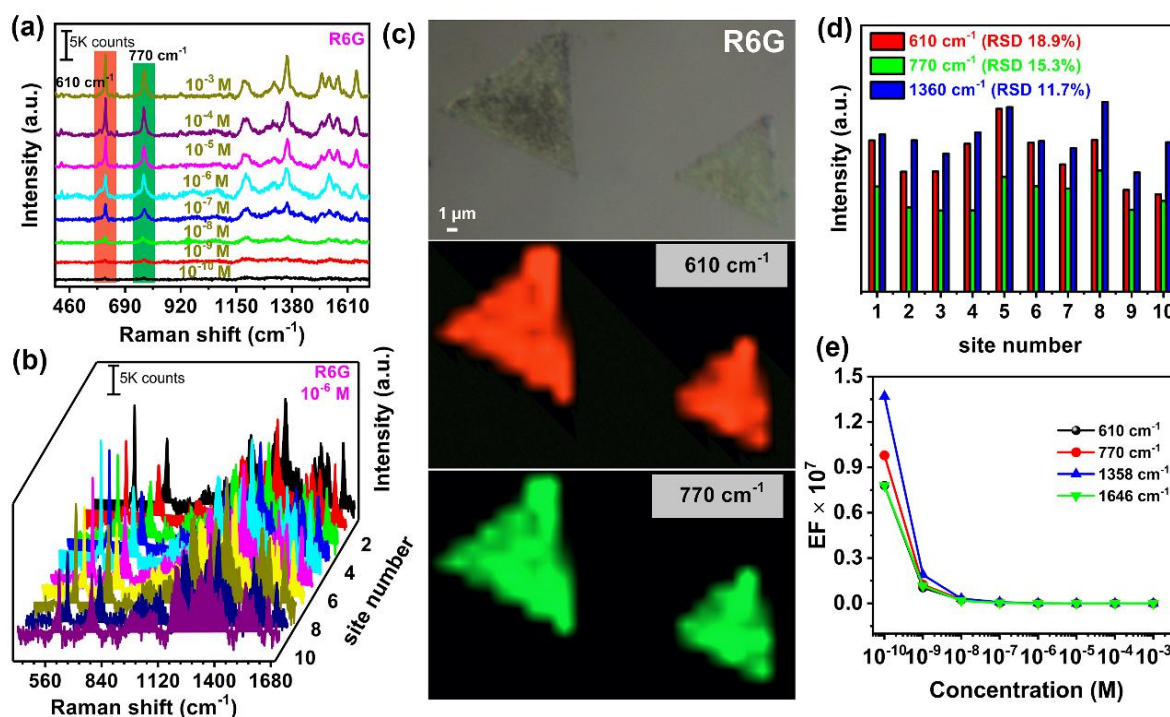 (a)
5K counts
R6G
770 cm⁻¹
610 cm⁻¹
10⁻³ M
10⁻⁴ M
10⁻⁵ M
10⁻⁶ M
10⁻⁷ M
10⁻⁸ M
10⁻⁹ M
10⁻¹⁰ M
Intensity (a.u.)
460 690 920 1150 1380 1610
Raman shift (cm⁻¹)
(b)
5K counts
R6G
10⁻⁶ M
Intensity (a.u.)
2
4
6
8
10
site number
560 840 1120 1400 1680
Raman shift (cm⁻¹)
(c)
R6G
1 µm
610 cm⁻¹
770 cm⁻¹
(d)
610 cm⁻¹ (RSD 18.9%)
770 cm⁻¹ (RSD 15.3%)
1360 cm⁻¹ (RSD 11.7%)
Intensity (a.u.)
1 2 3 4 5 6 7 8 9 10
site number
(e)
1.5
1.2
0.9
0.6
0.3
0.0
EF × 10⁷
610 cm⁻¹
770 cm⁻¹
1358 cm⁻¹
1646 cm⁻¹
10⁻¹⁰ 10⁻⁹ 10⁻⁸ 10⁻⁷ 10⁻⁶ 10⁻⁵ 10⁻⁴ 10⁻³
Concentration (M)